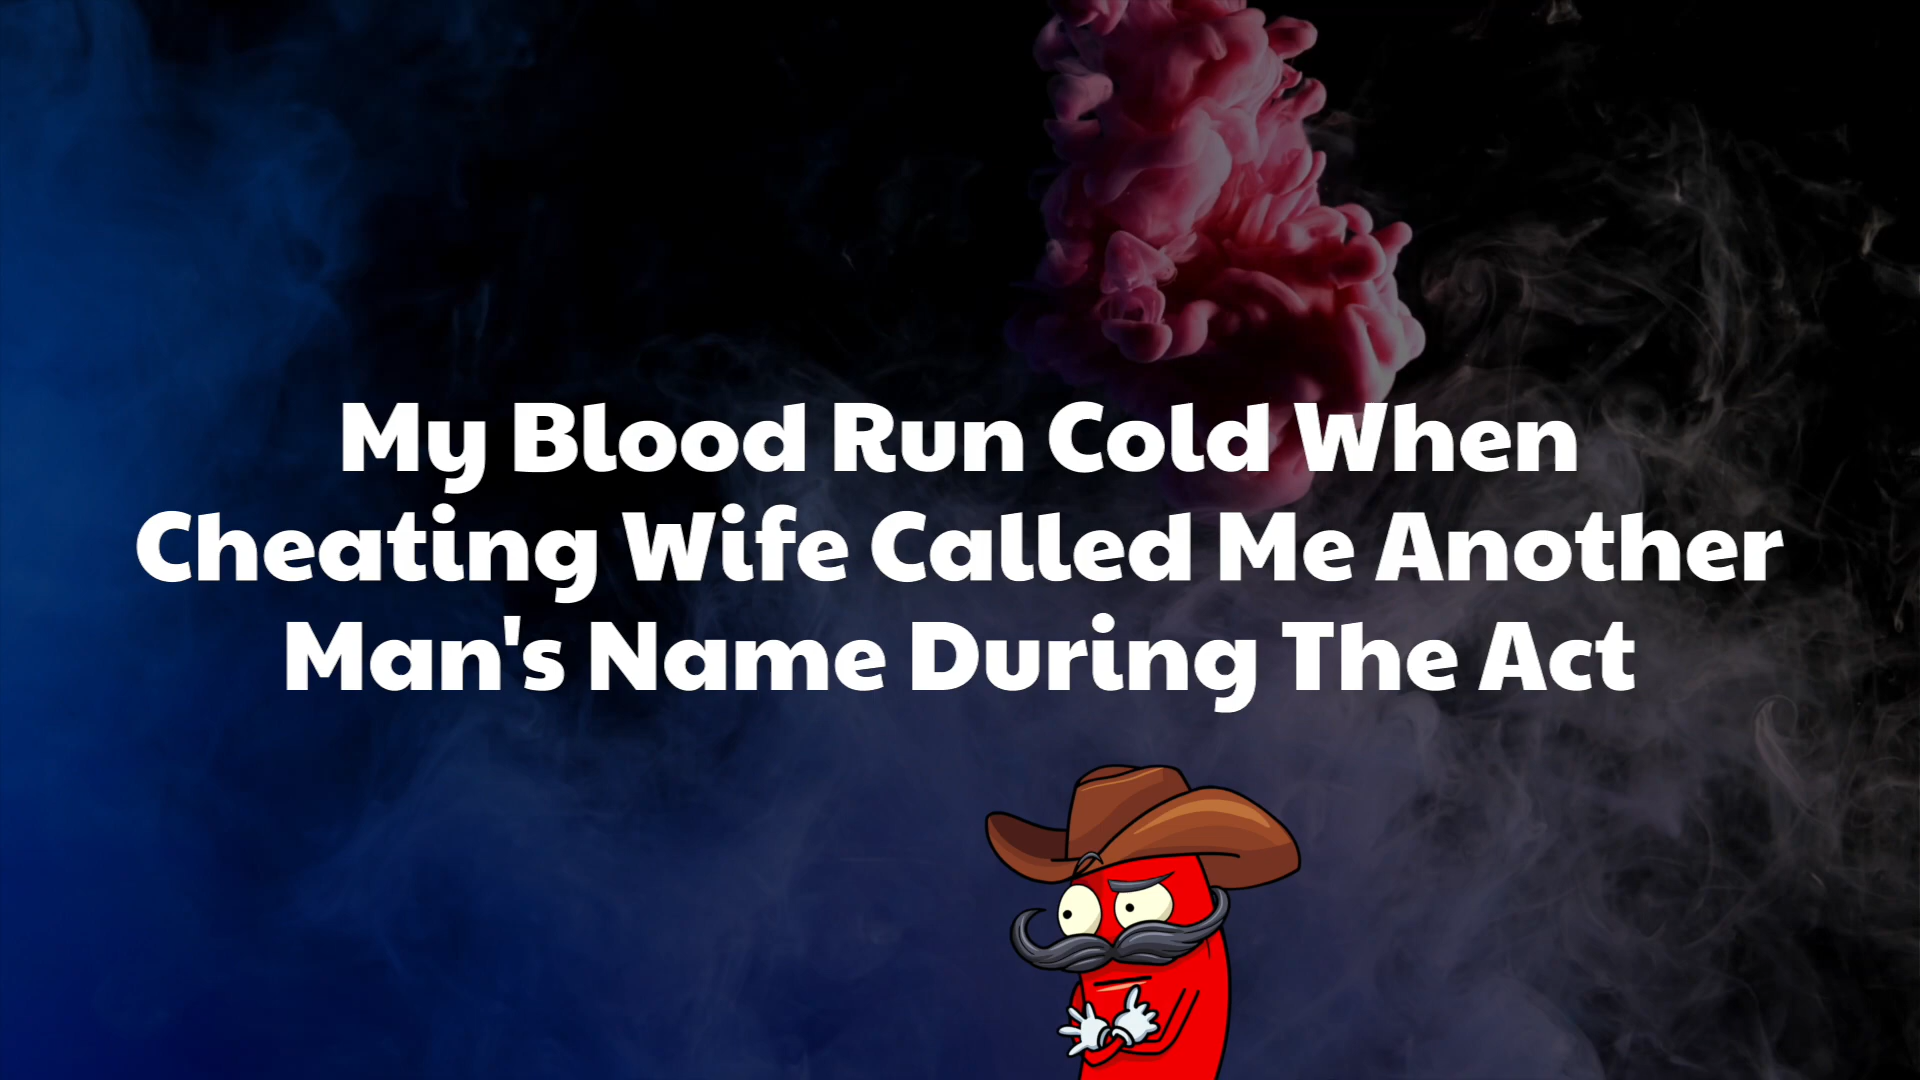 My Blood Run Cold When
Cheating Wife Called Me Another
Man's Name During The Act